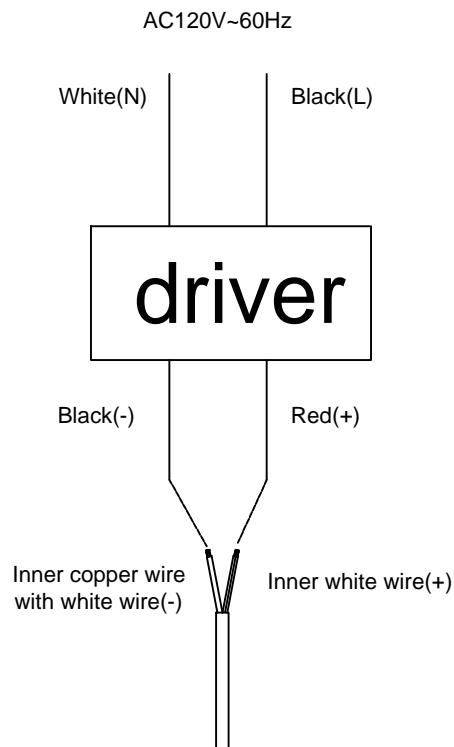 AC120V~60Hz
White(N)
Black(L)
driver
Black(-)
Red(+)
Inner copper wire
with white wire(-)
Inner white wire(+)